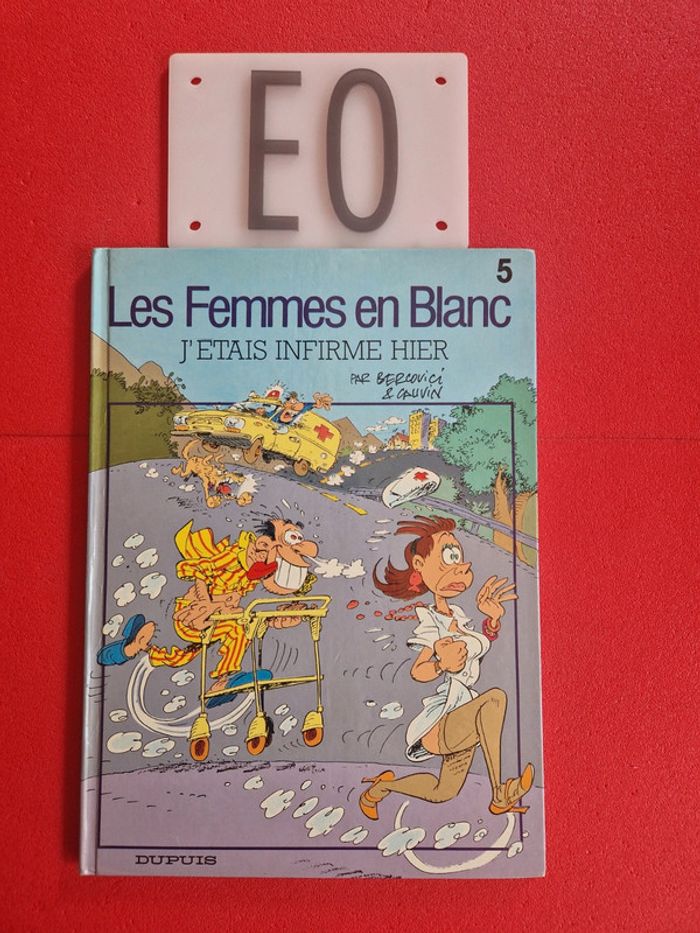 EO
5
Les Femmes en Blanc
J'ETAIS INFIRME HIER
PAR BERCOVICI
& CAUVIN
DUPUIS